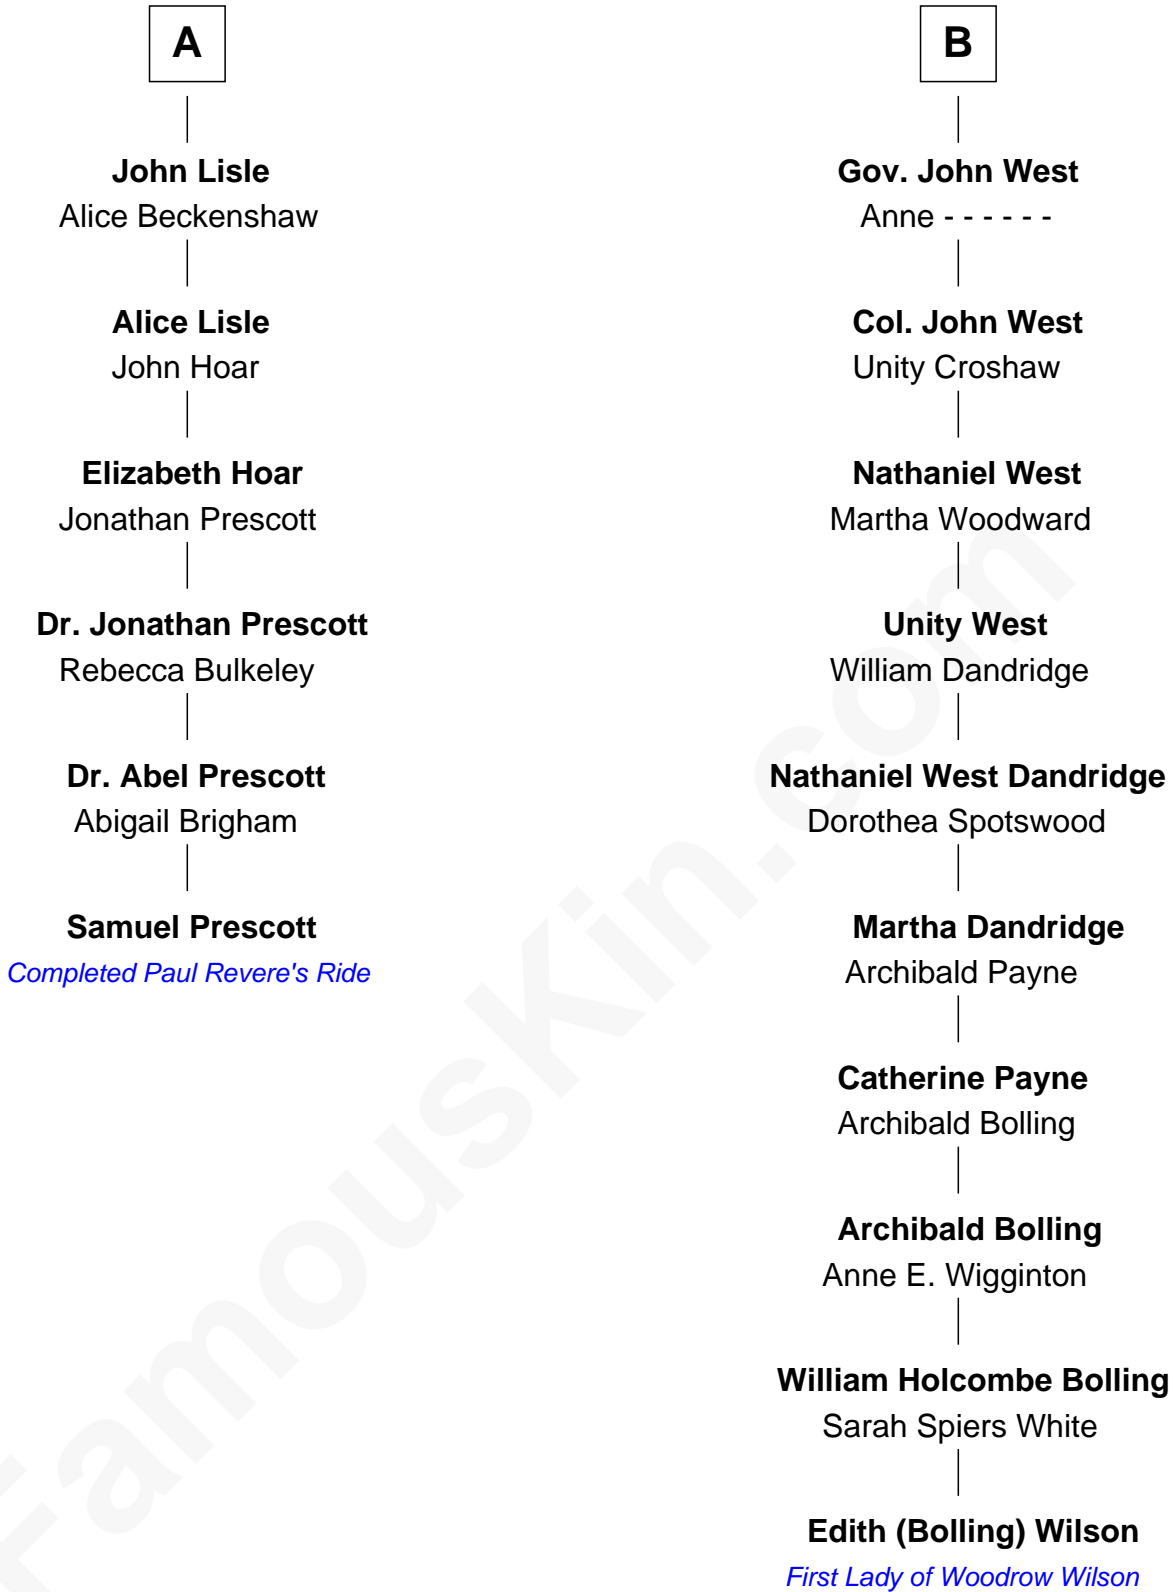 A
John Lisle
Alice Beckenshaw
Alice Lisle
John Hoar
Elizabeth Hoar
Jonathan Prescott
Dr. Jonathan Prescott
Rebecca Bulkeley
Dr. Abel Prescott
Abigail Brigham
Samuel Prescott
Completed Paul Revere's Ride
B
Gov. John West
Anne - - - - - -
Col. John West
Unity Croshaw
Nathaniel West
Martha Woodward
Unity West
William Dandridge
Nathaniel West Dandridge
Dorothea Spotswood
Martha Dandridge
Archibald Payne
Catherine Payne
Archibald Bolling
Archibald Bolling
Anne E. Wigginton
William Holcombe Bolling
Sarah Spiers White
Edith (Bolling) Wilson
First Lady of Woodrow Wilson
FamousKin.com